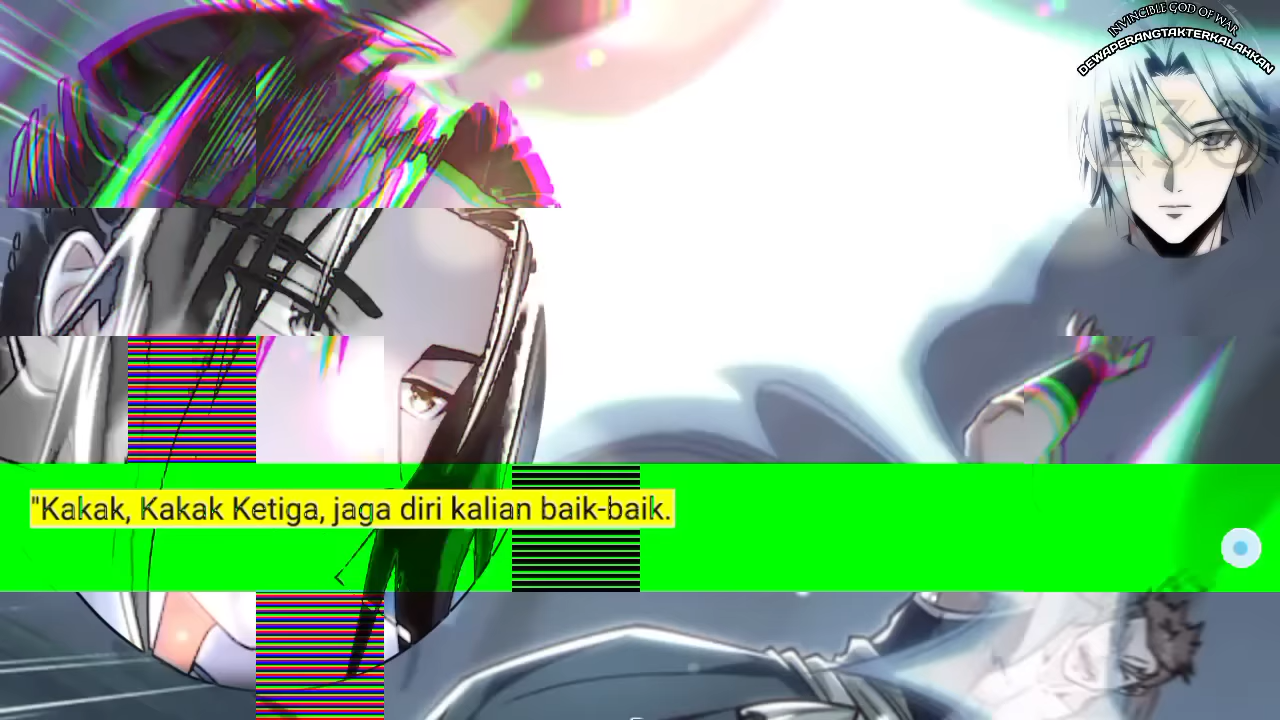 INVINCIBLE GOD OF WAR
DEWAPERANGTAKTERKALAHKAN
"Kakak, Kakak Ketiga, jaga diri kalian baik-baik.